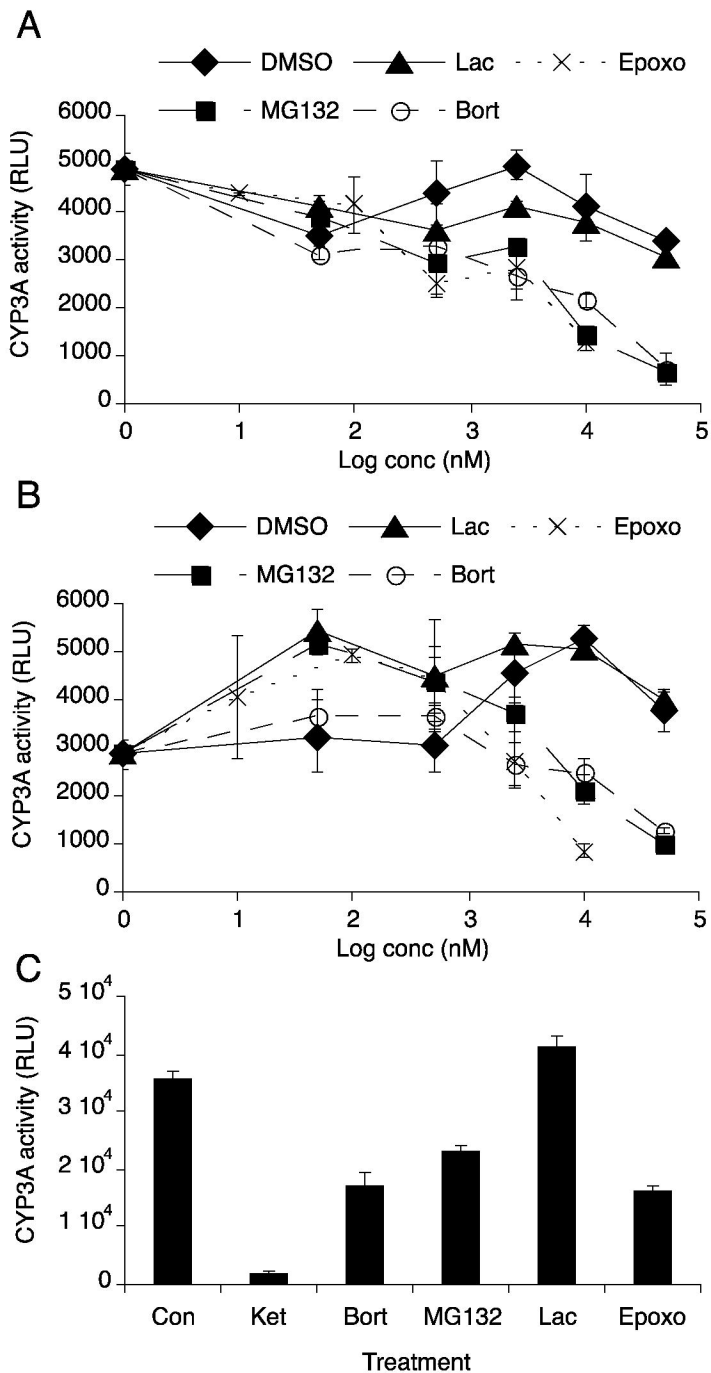 A
DMSO Lac Epoxo
MG132 Bort
6000
5000
4000
3000
2000
1000
0
CYP3A activity (RLU)
0 1 2 3 4 5
Log conc (nM)
B
DMSO Lac Epoxo
MG132 Bort
6000
5000
4000
3000
2000
1000
0
CYP3A activity (RLU)
0 1 2 3 4 5
Log conc (nM)
C
5 10⁴
4 10⁴
3 10⁴
2 10⁴
1 10⁴
0
CYP3A activity (RLU)
Con Ket Bort MG132 Lac Epoxo
Treatment